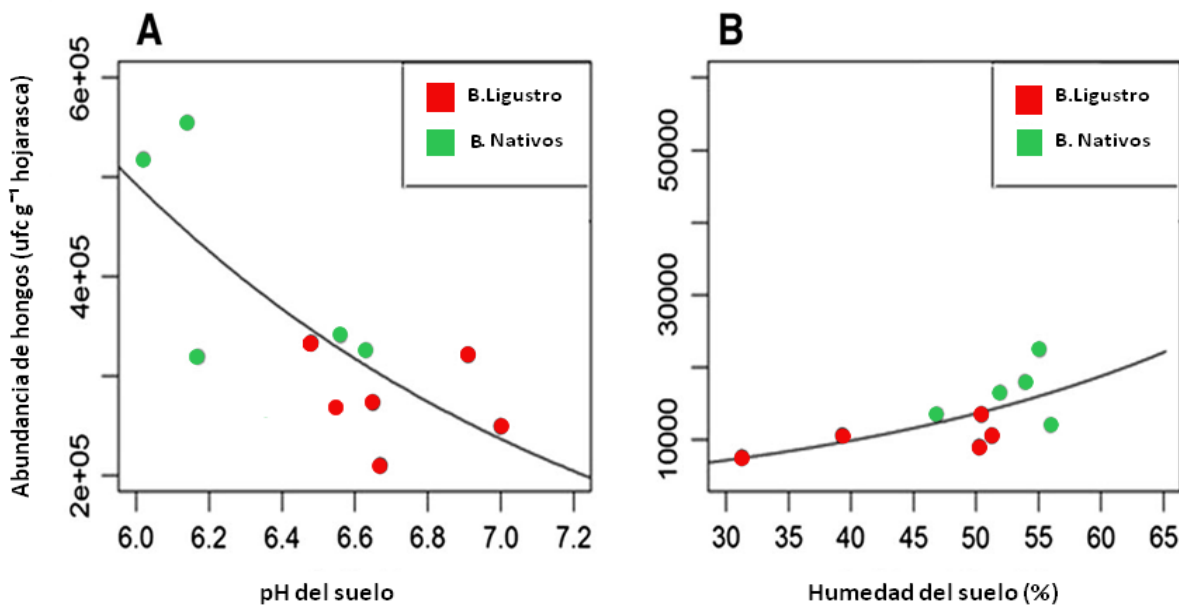 A
Abundancia de hongos (ufc g⁻¹ hojarasca)
6e+05
4e+05
2e+05
B.Ligustro
B. Nativos
6.0 6.2 6.4 6.6 6.8 7.0 7.2
pH del suelo
B
50000
30000
10000
B.Ligustro
B. Nativos
30 35 40 45 50 55 60 65
Humedad del suelo (%)